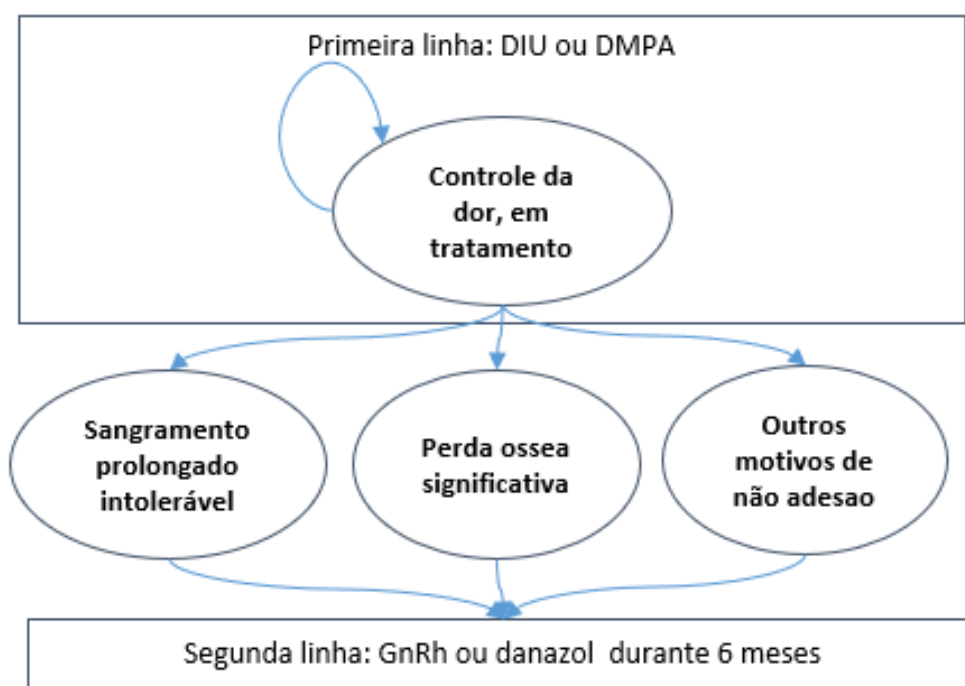 Primeira linha: DIU ou DMPA
Controle da
dor, em
tratamento
Sangramento
prolongado
intolerável
Perda ossea
significativa
Outros
motivos de
não adesao
Segunda linha: GnRh ou danazol durante 6 meses